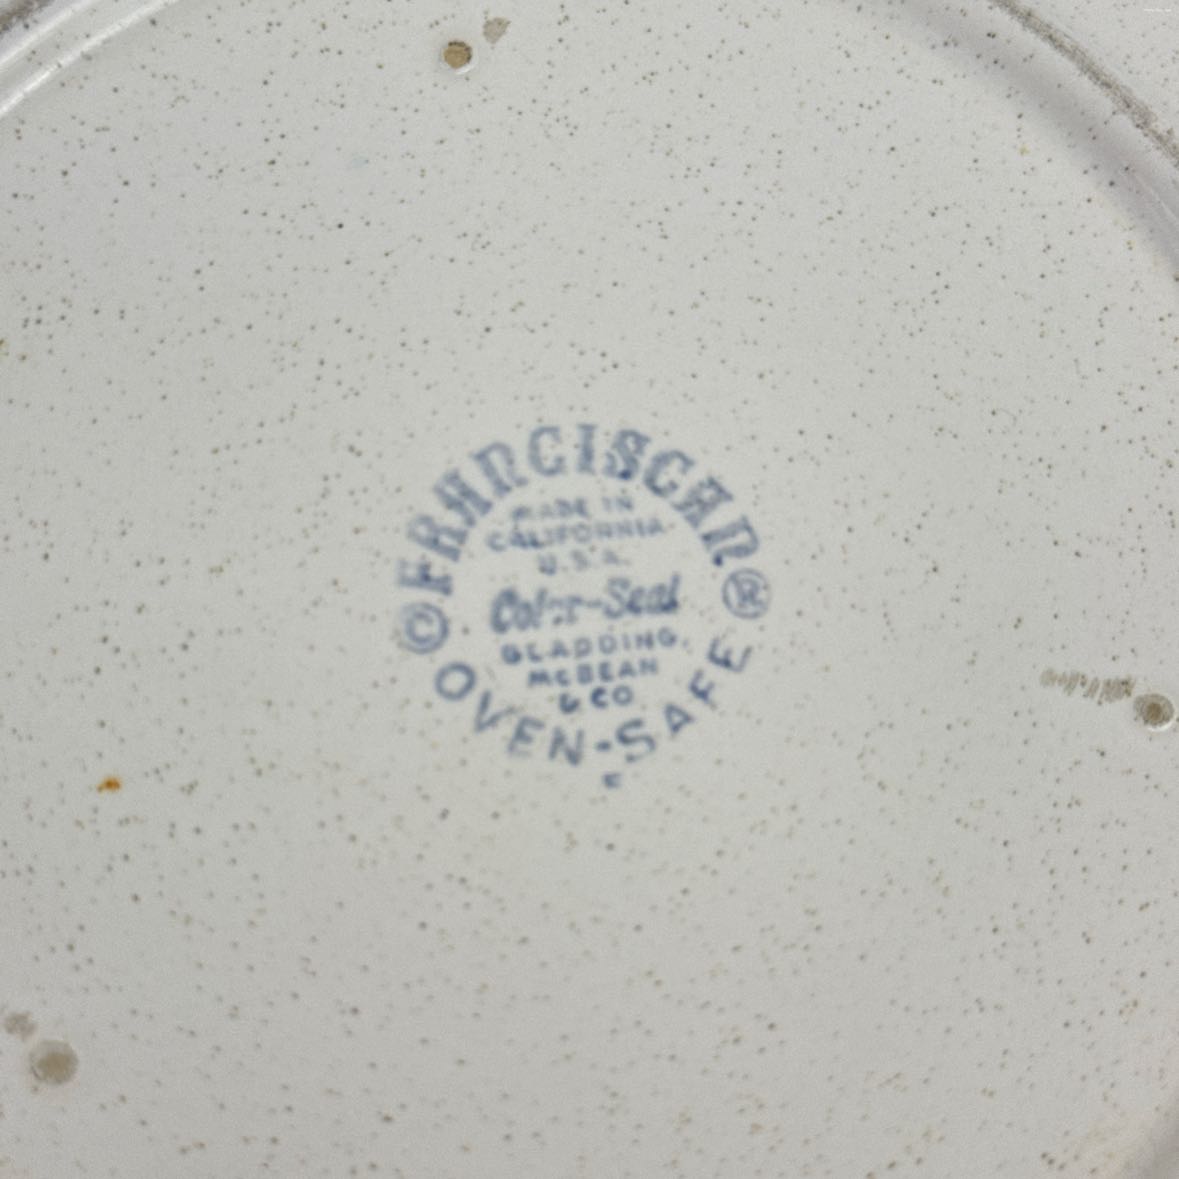 © FRANCISCAN ®
MADE IN
CALIFORNIA
U.S.A.
Color-Seal
GLADDING,
McBEAN
& CO
OVEN-SAFE